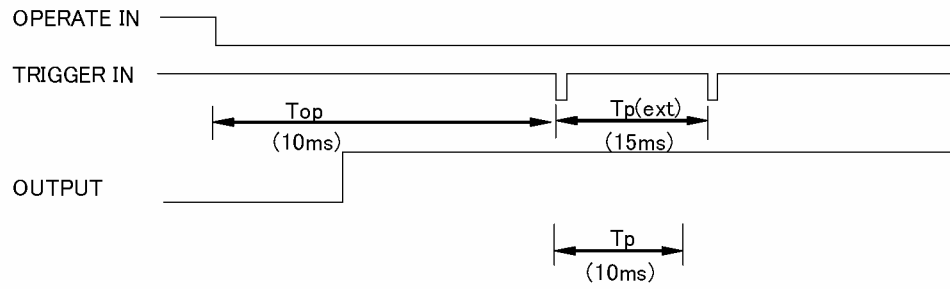 OPERATE IN
TRIGGER IN
Top
Tp(ext)
(10ms)
(15ms)
OUTPUT
Tp
(10ms)